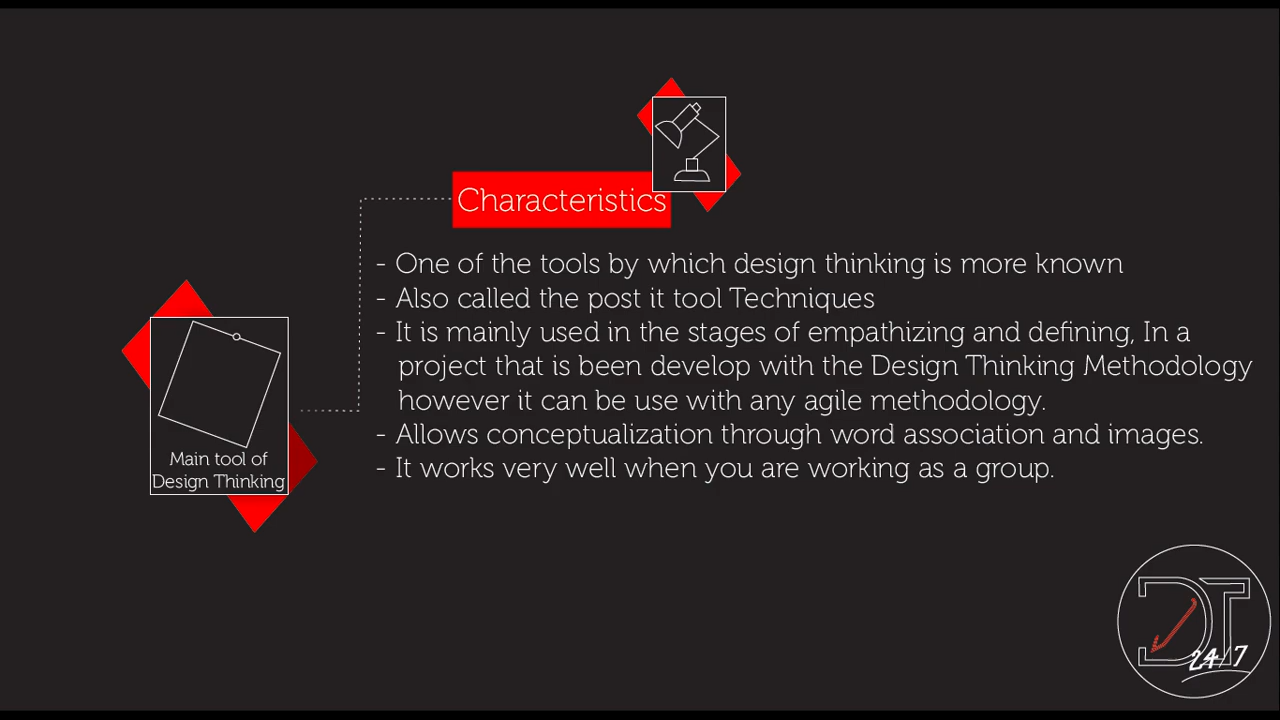 Characteristics
- One of the tools by which design thinking is more known
- Also called the post it tool Techniques
- It is mainly used in the stages of empathizing and defining, In a
project that is been develop with the Design Thinking Methodology
however it can be use with any agile methodology.
- Allows conceptualization through word association and images.
- It works very well when you are working as a group.
Main tool of
Design Thinking
DT
24/7